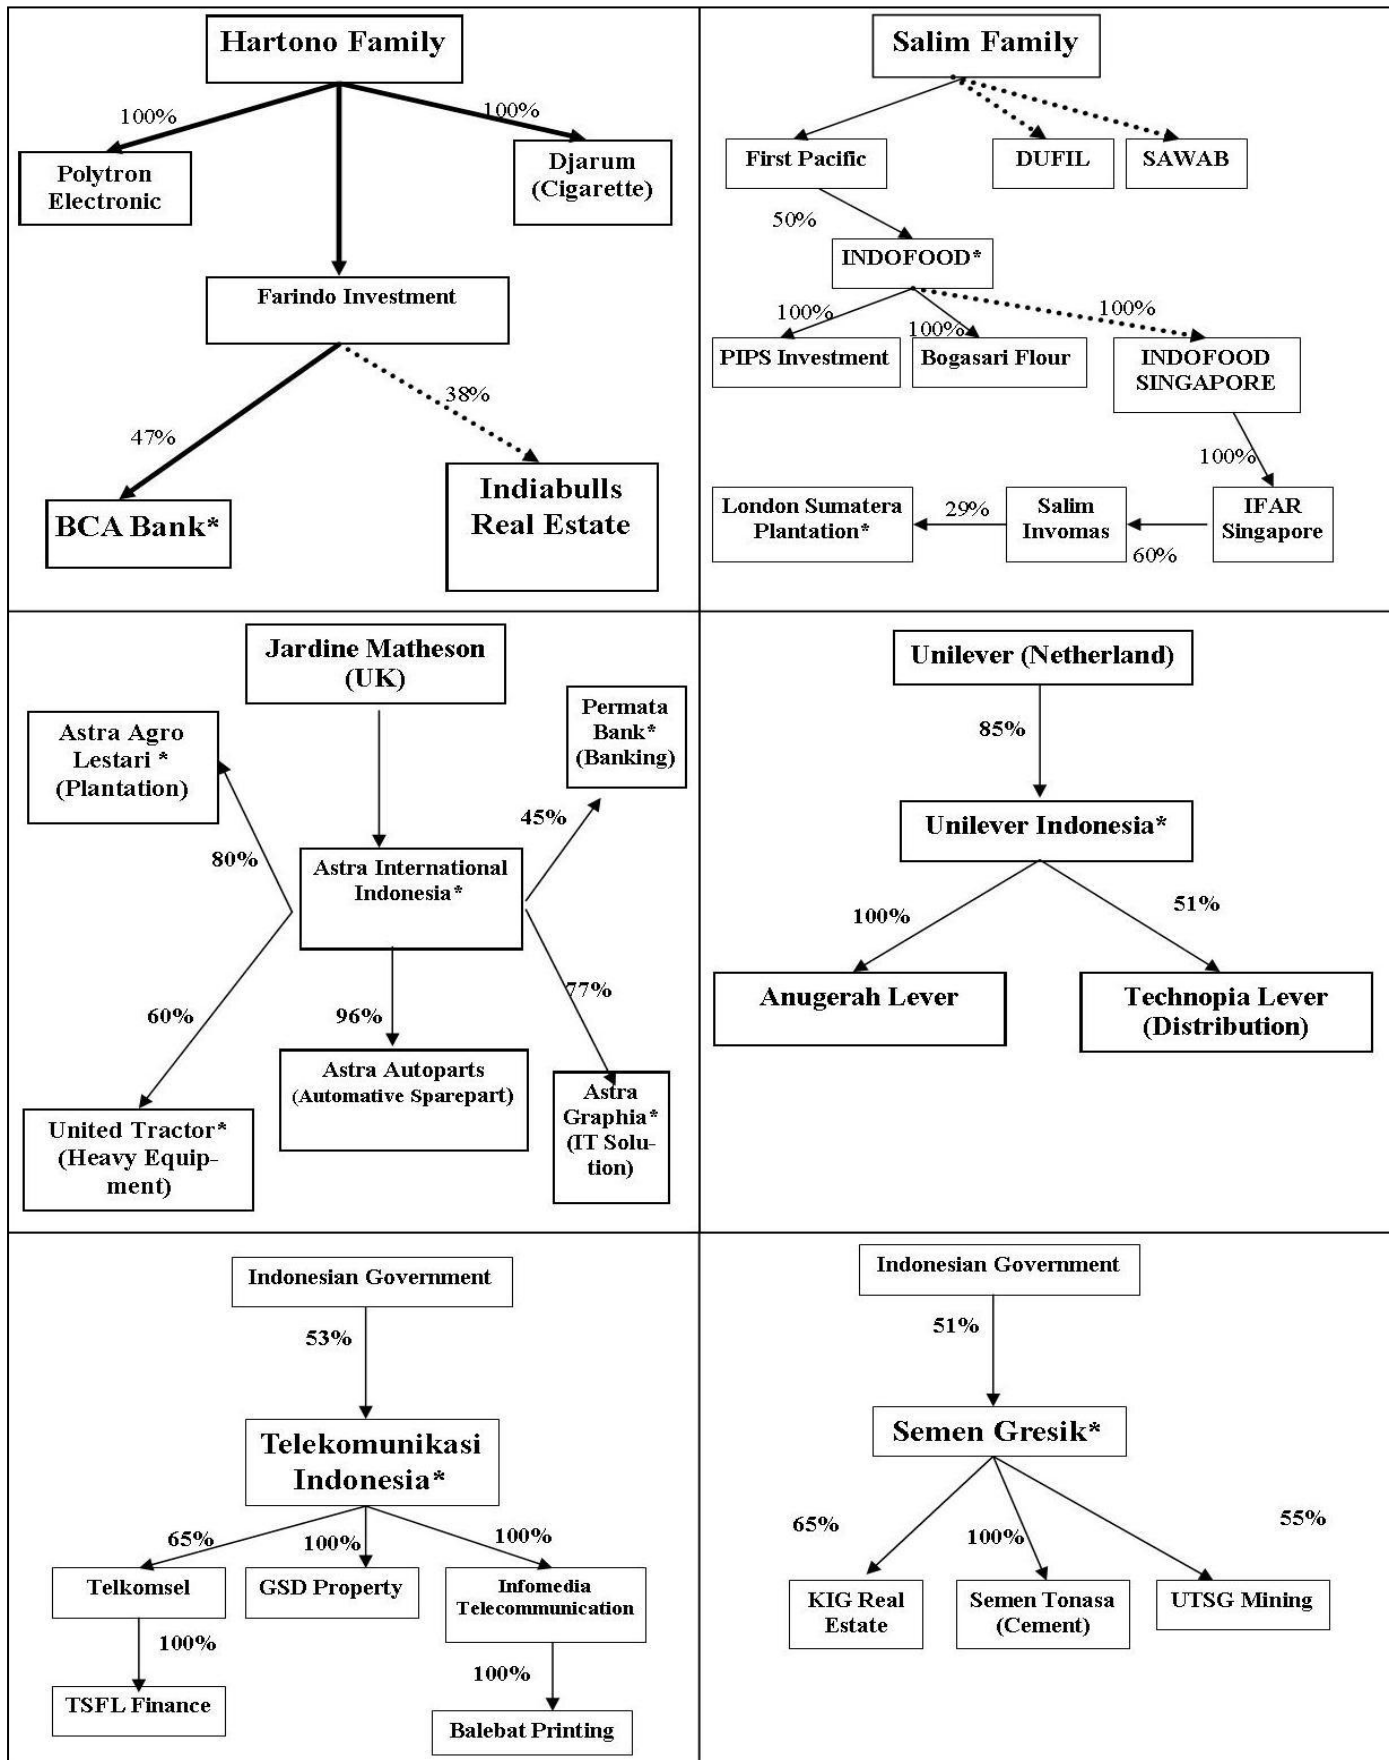 Hartono Family
100%
100%
Polytron
Electronic
Djarum
(Cigarette)
Farindo Investment
38%
47%
BCA Bank*
Indiabulls
Real Estate
Salim Family
First Pacific
DUFIL
SAWAB
50%
INDOFOOD*
100%
100%
100%
PIPS Investment
Bogasari Flour
INDOFOOD
SINGAPORE
100%
London Sumatera
Plantation*
29%
Salim
Invomas
60%
IFAR
Singapore
Jardine Matheson
(UK)
Astra Agro
Lestari *
(Plantation)
Permata
Bank*
(Banking)
80%
45%
Astra International
Indonesia*
60%
96%
77%
Astra Autoparts
(Automative Sparepart)
United Tractor*
(Heavy Equip-
ment)
Astra
Graphia*
(IT Solu-
tion)
Unilever (Netherland)
85%
Unilever Indonesia*
100%
51%
Anugerah Lever
Technopia Lever
(Distribution)
Indonesian Government
53%
Telekomunikasi
Indonesia*
65%
100%
100%
Telkomsel
GSD Property
Infomedia
Telecommunication
100%
100%
TSFL Finance
Balebat Printing
Indonesian Government
51%
Semen Gresik*
65%
100%
55%
KIG Real
Estate
Semen Tonasa
(Cement)
UTSG Mining